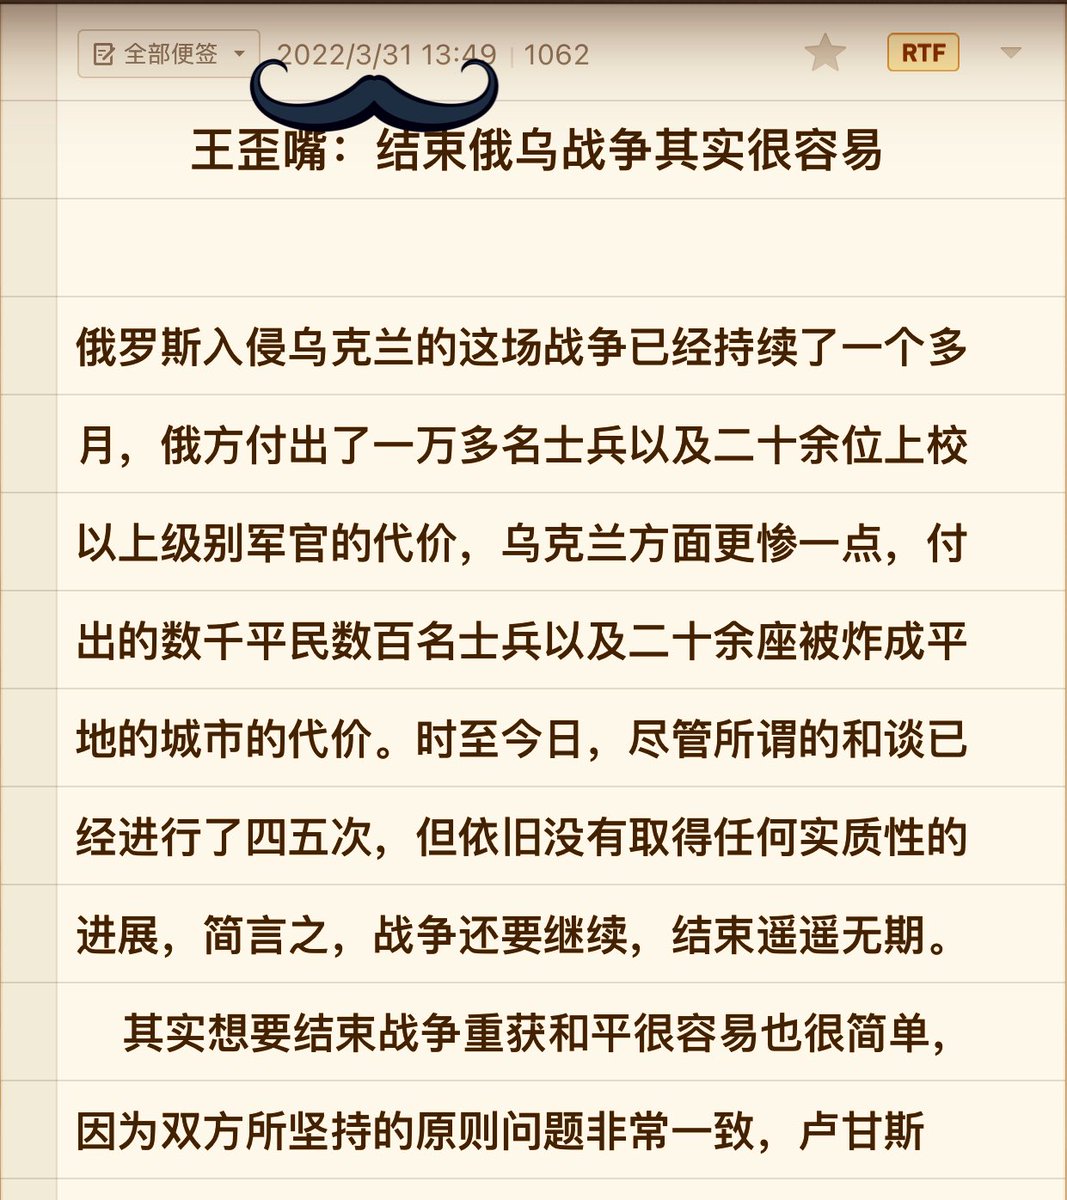 全部便签 2022/3/31 13:49 1062 RTF
王歪嘴：结束俄乌战争其实很容易
俄罗斯入侵乌克兰的这场战争已经持续了一个多
月，俄方付出了一万多名士兵以及二十余位上校
以上级别军官的代价，乌克兰方面更惨一点，付
出的数千平民数百名士兵以及二十余座被炸成平
地的城市的代价。时至今日，尽管所谓的和谈已
经进行了四五次，但依旧没有取得任何实质性的
进展，简言之，战争还要继续，结束遥遥无期。
其实想要结束战争重获和平很容易也很简单，
因为双方所坚持的原则问题非常一致，卢甘斯